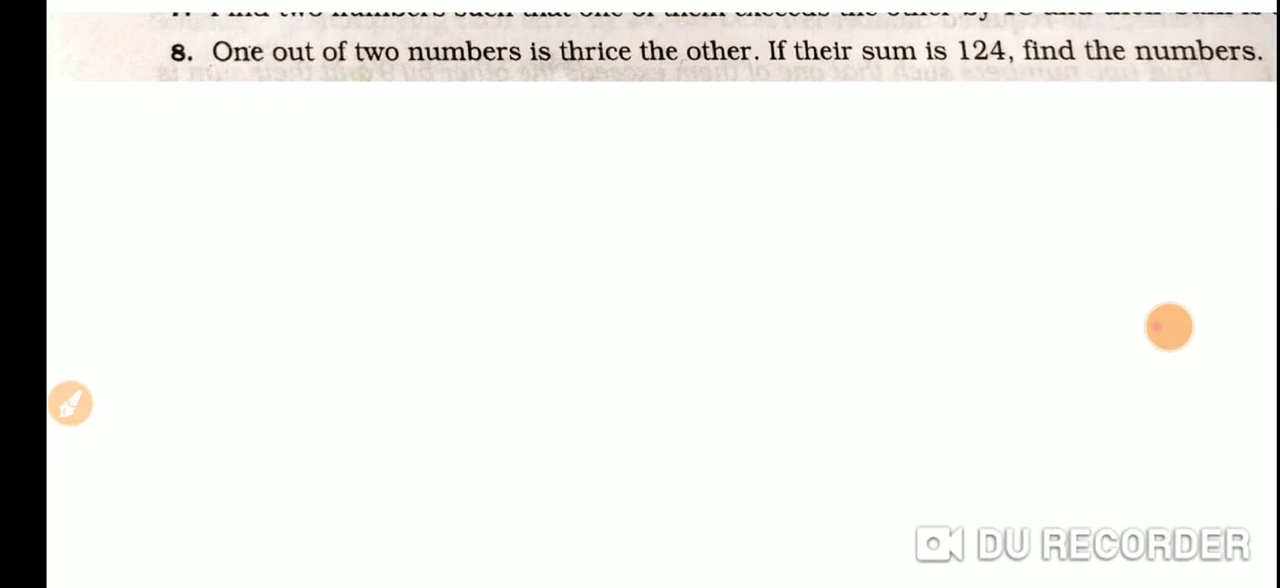 8. One out of two numbers is thrice the other. If their sum is 124, find the numbers.
DU RECORDER